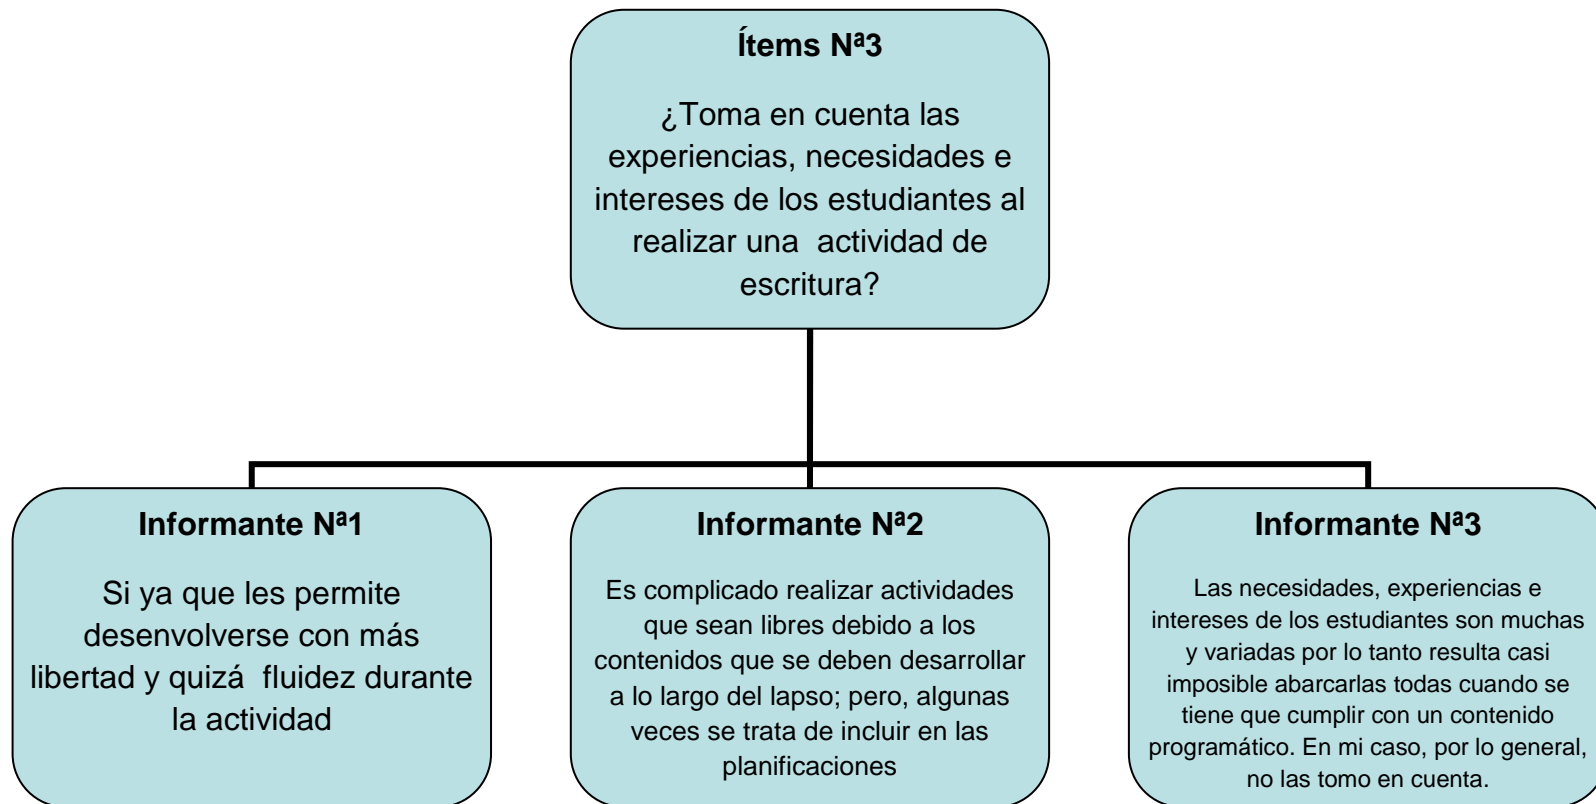 Ítems Nª3
¿Toma en cuenta las
experiencias, necesidades e
intereses de los estudiantes al
realizar una  actividad de
escritura?
Informante Nª1
Si ya que les permite
desenvolverse con más
libertad y quizá  fluidez durante
la actividad
Informante Nª2
Es complicado realizar actividades
que sean libres debido a los
contenidos que se deben desarrollar
a lo largo del lapso; pero, algunas
veces se trata de incluir en las
planificaciones
Informante Nª3
Las necesidades, experiencias e
intereses de los estudiantes son muchas
y variadas por lo tanto resulta casi
imposible abarcarlas todas cuando se
tiene que cumplir con un contenido
programático. En mi caso, por lo general,
no las tomo en cuenta.